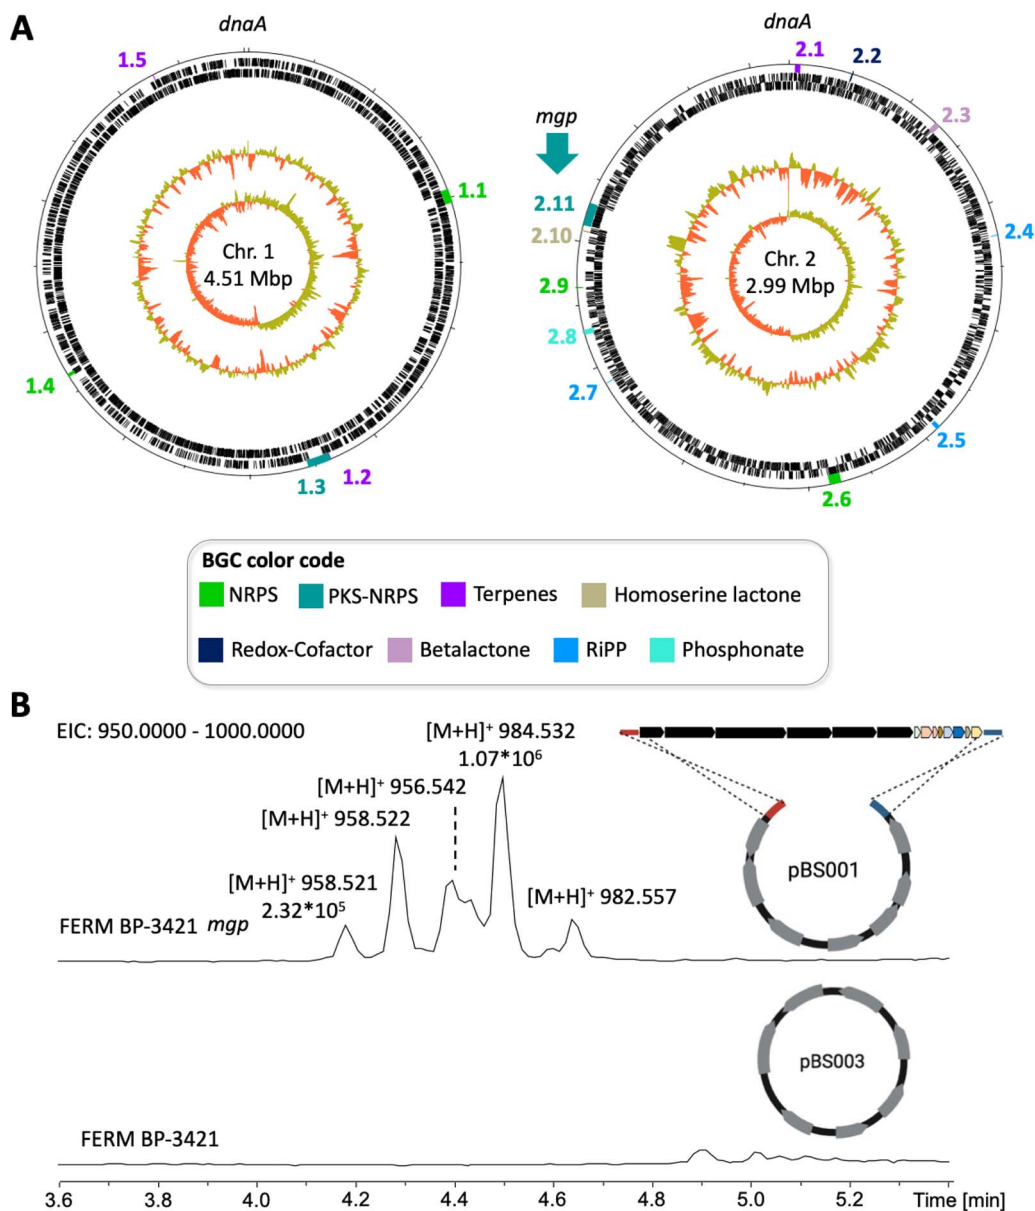 A
dnaA
1.5
1.1
Chr. 1
4.51 Mbp
1.4
1.3
1.2
dnaA
2.1
2.2
mgp
2.3
2.11
2.10
2.4
Chr. 2
2.99 Mbp
2.9
2.8
2.7
2.5
2.6
BGC color code
NRPS
PKS-NRPS
Terpenes
Homoserine lactone
Redox-Cofactor
Betalactone
RiPP
Phosphonate
B
EIC: 950.0000 - 1000.0000
[M+H]⁺ 984.532
1.07*10⁶
[M+H]⁺ 956.542
[M+H]⁺ 958.522
[M+H]⁺ 958.521
2.32*10⁵
[M+H]⁺ 982.557
FERM BP-3421 mgp
pBS001
pBS003
FERM BP-3421
3.6 3.8 4.0 4.2 4.4 4.6 4.8 5.0 5.2 Time [min]